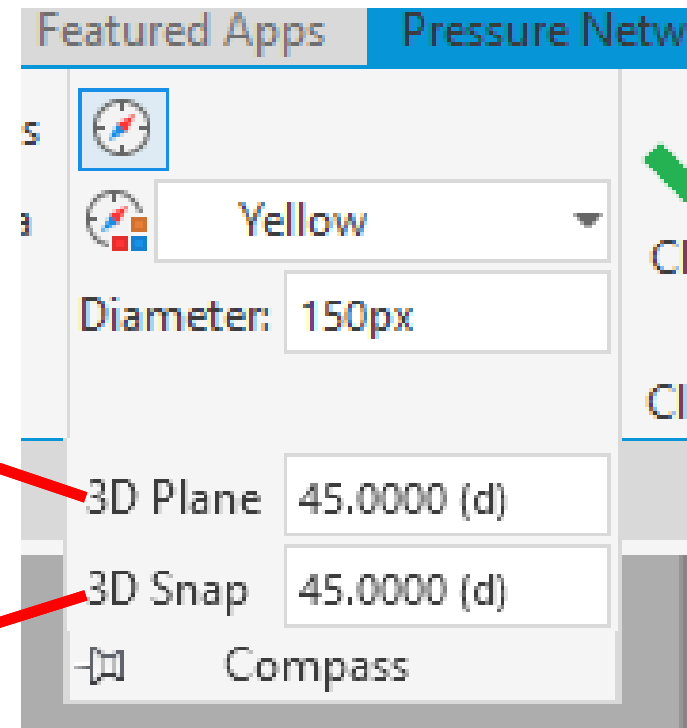 Featured Apps Pressure Netw
s
a Yellow
Cl
Diameter: 150px
Cl
3D Plane 45.0000 (d)
3D Snap 45.0000 (d)
Compass